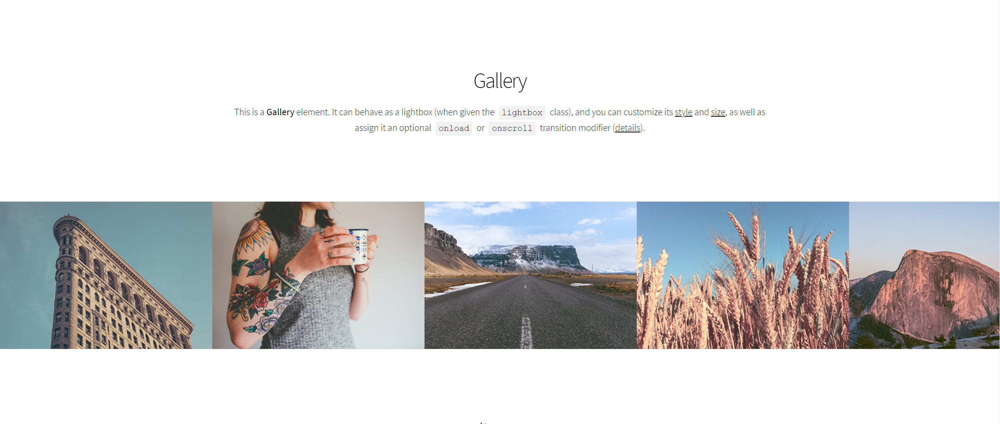 Gallery
This is a Gallery element. It can behave as a lightbox (when given the lightbox class), and you can customize its style and size, as well as
assign it an optional onload or onscroll transition modifier (details).